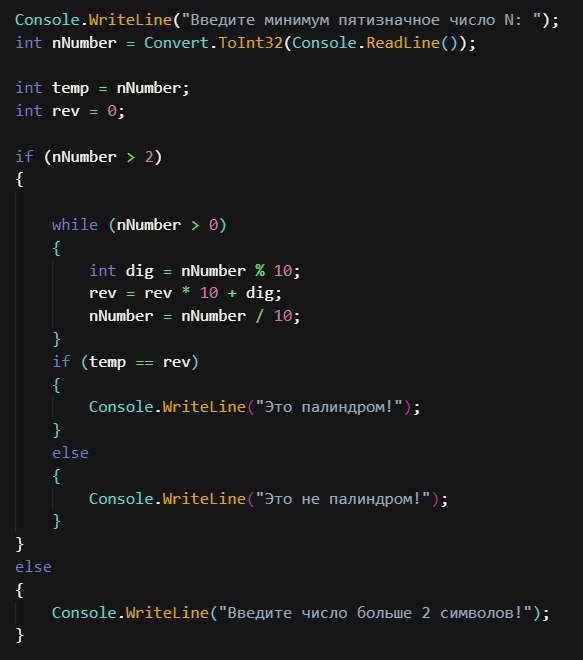 Console.WriteLine("Введите минимум пятизначное число N: ");
int nNumber = Convert.ToInt32(Console.ReadLine());
int temp = nNumber;
int rev = 0;
if (nNumber > 2)
{
while (nNumber > 0)
{
int dig = nNumber % 10;
rev = rev * 10 + dig;
nNumber = nNumber / 10;
}
if (temp == rev)
{
Console.WriteLine("Это палиндром!");
}
else
{
Console.WriteLine("Это не палиндром!");
}
}
else
{
Console.WriteLine("Введите число больше 2 символов!");
}